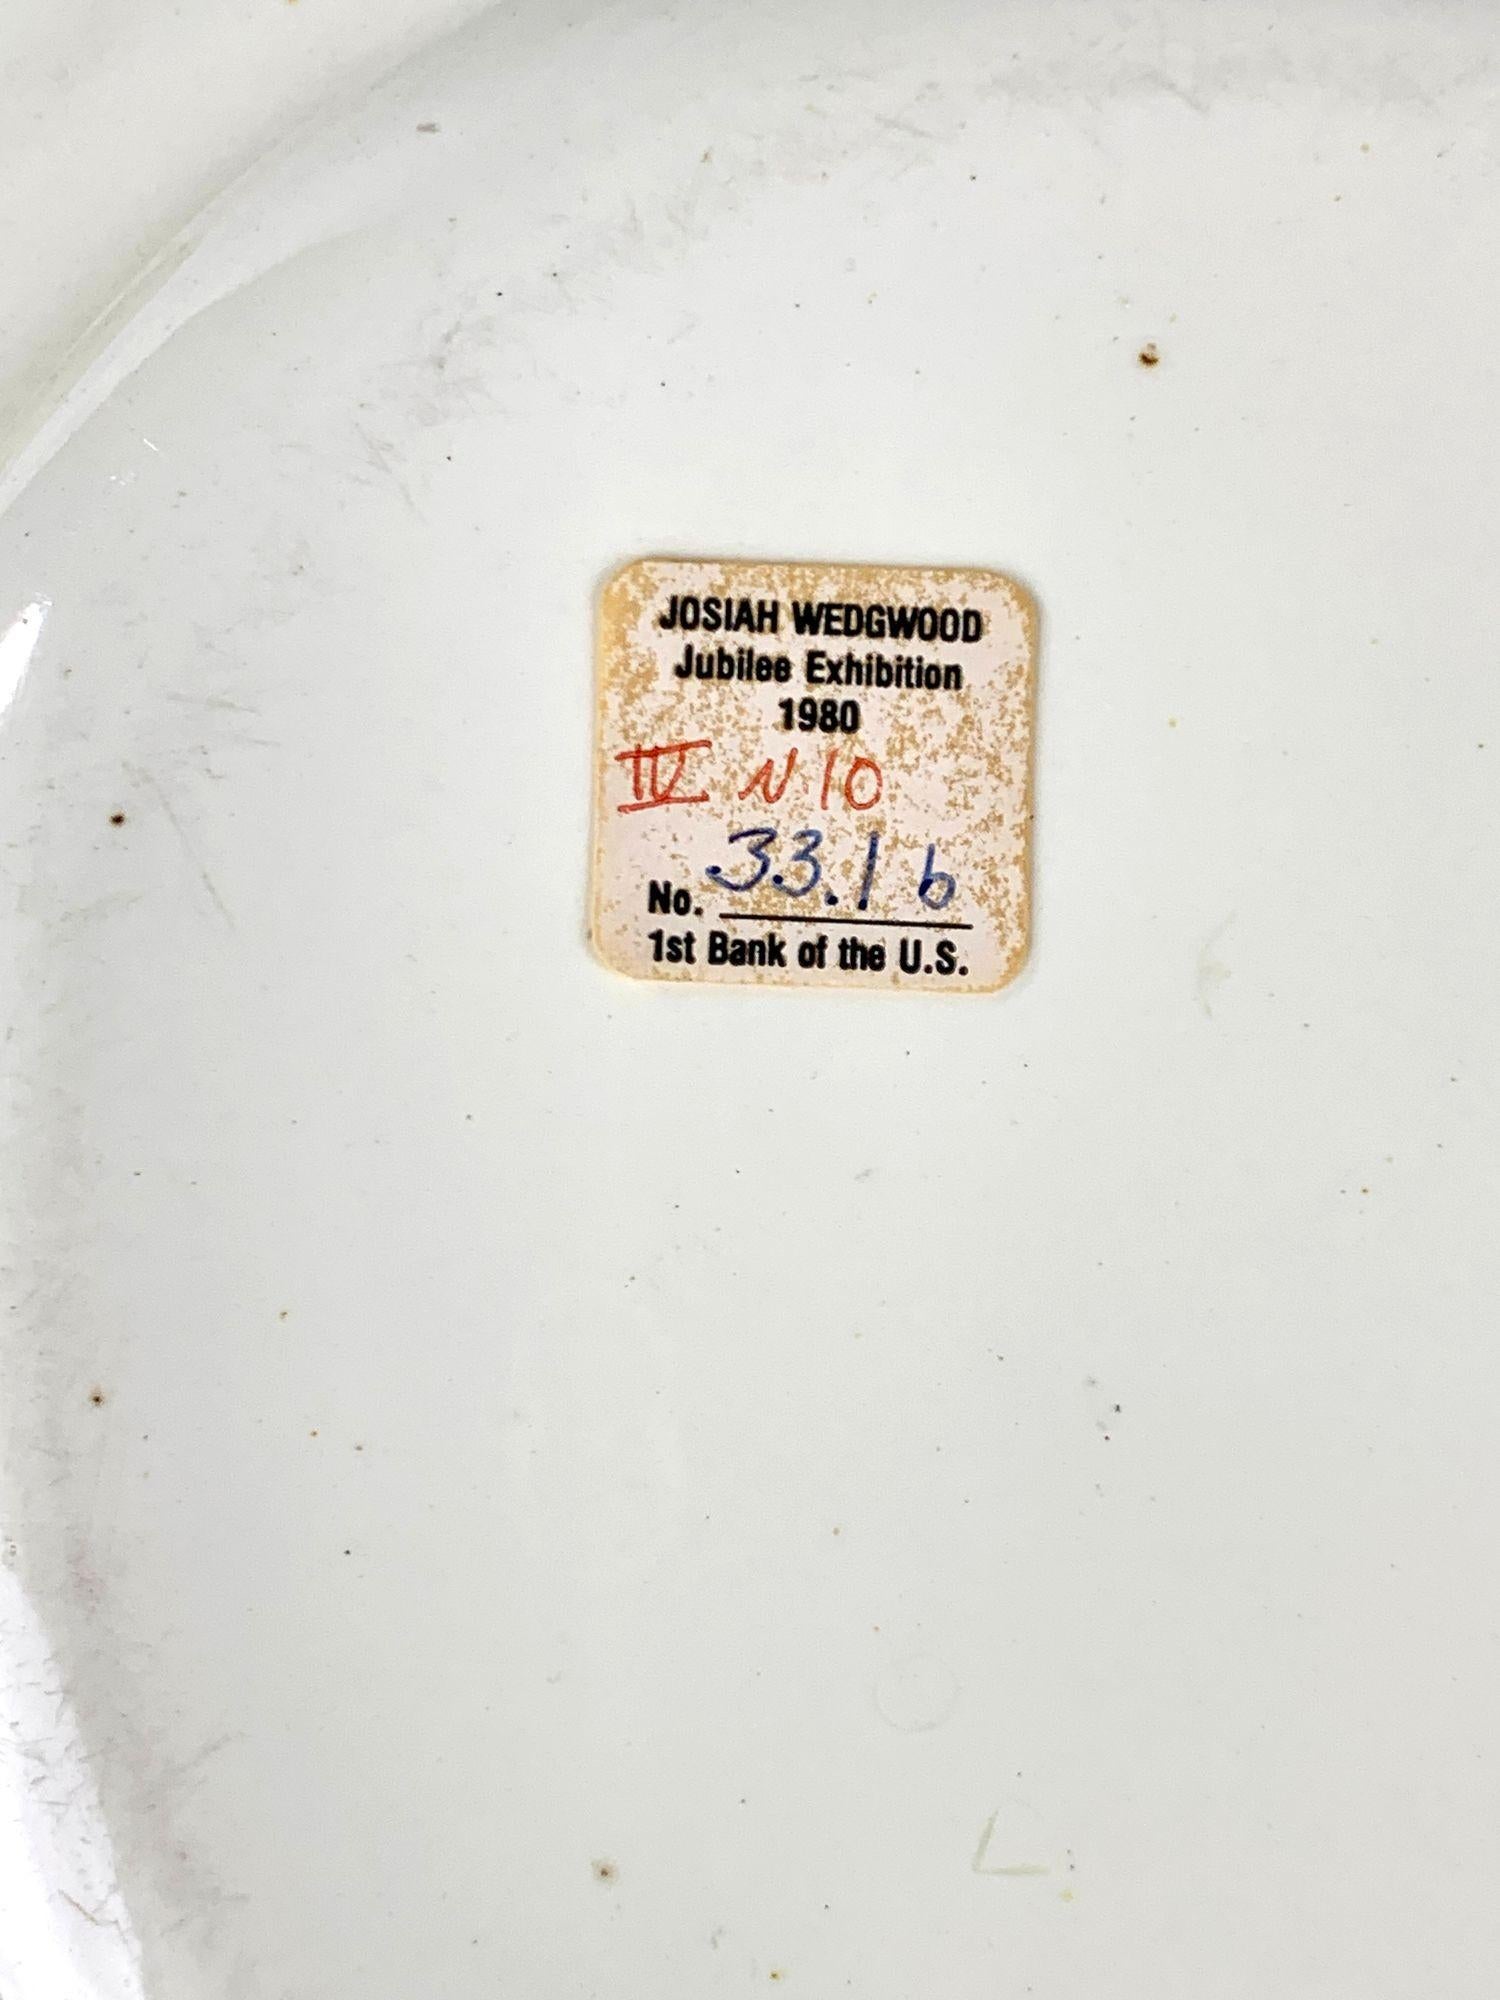 JOSIAH WEDGWOOD
Jubilee Exhibition
1980
IV N10
No. 33.1 b
1st Bank of the U.S.
L